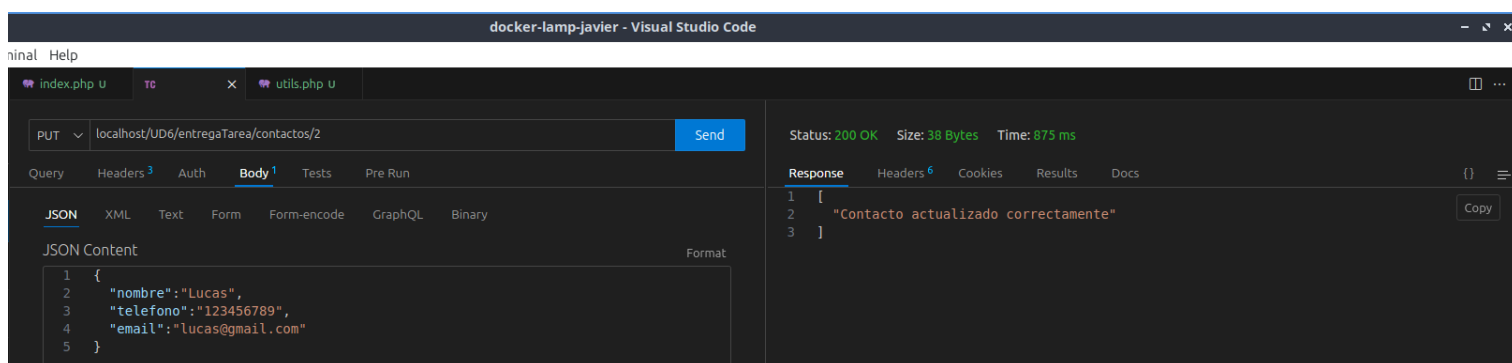 docker-lamp-javier - Visual Studio Code
minal Help
index.php U TC utils.php U
PUT localhost/UD6/entregaTarea/contactos/2 Send
Status: 200 OK Size: 38 Bytes Time: 875 ms
Query Headers 3 Auth Body 1 Tests Pre Run
Response Headers 6 Cookies Results Docs {}
JSON XML Text Form Form-encode GraphQL Binary
JSON Content
Format
1 {
2 "nombre":"Lucas",
3 "telefono":"123456789",
4 "email":"lucas@gmail.com"
5 }
1 [
2 "Contacto actualizado correctamente"
3 ]
Copy